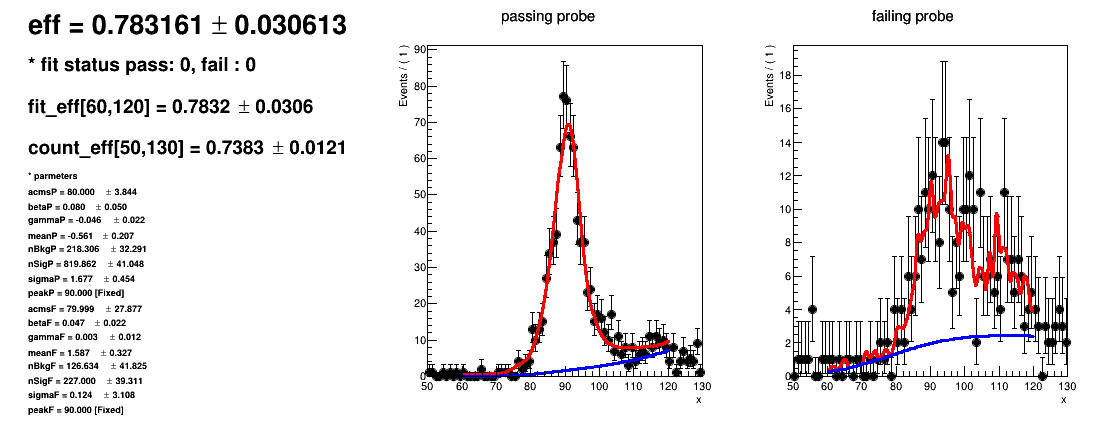 eff = 0.783161 ± 0.030613
* fit status pass: 0, fail : 0
fit_eff[60,120] = 0.7832 ± 0.0306
count_eff[50,130] = 0.7383 ± 0.0121
* parmeters
acmsP = 80.000 ± 3.844
betaP = 0.080 ± 0.050
gammaP = -0.046 ± 0.022
meanP = -0.561 ± 0.207
nBkgP = 218.306 ± 32.291
nSigP = 819.862 ± 41.048
sigmaP = 1.677 ± 0.454
peakP = 90.000 [Fixed]
acmsF = 79.999 ± 27.877
betaF = 0.047 ± 0.022
gammaF = 0.003 ± 0.012
meanF = 1.587 ± 0.327
nBkgF = 126.634 ± 41.825
nSigF = 227.000 ± 39.311
sigmaF = 0.124 ± 3.108
peakF = 90.000 [Fixed]
passing probe
Events / ( 1 )
90
80
70
60
50
40
30
20
10
0
50 60 70 80 90 100 110 120 130
x
failing probe
Events / ( 1 )
18
16
14
12
10
8
6
4
2
0
50 60 70 80 90 100 110 120 130
x